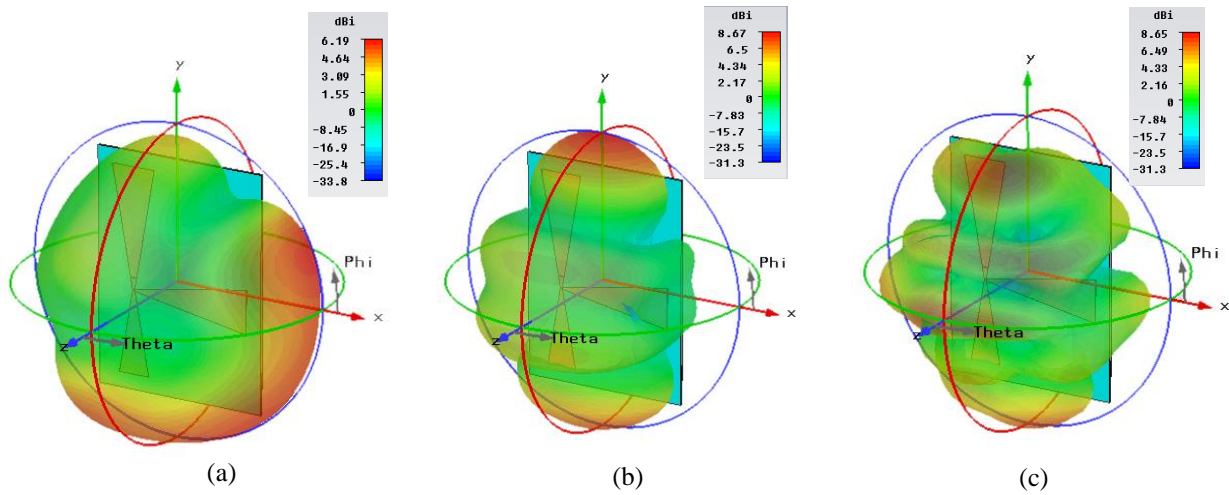 dBi
6.19
4.64
3.09
1.55
0
-8.45
-16.9
-25.4
-33.8
y
Phi
x
z
Theta
(a)
dBi
8.67
6.5
4.34
2.17
0
-7.83
-15.7
-23.5
-31.3
y
Phi
x
z
Theta
(b)
dBi
8.65
6.49
4.33
2.16
0
-7.84
-15.7
-23.5
-31.3
y
Phi
x
z
Theta
(c)